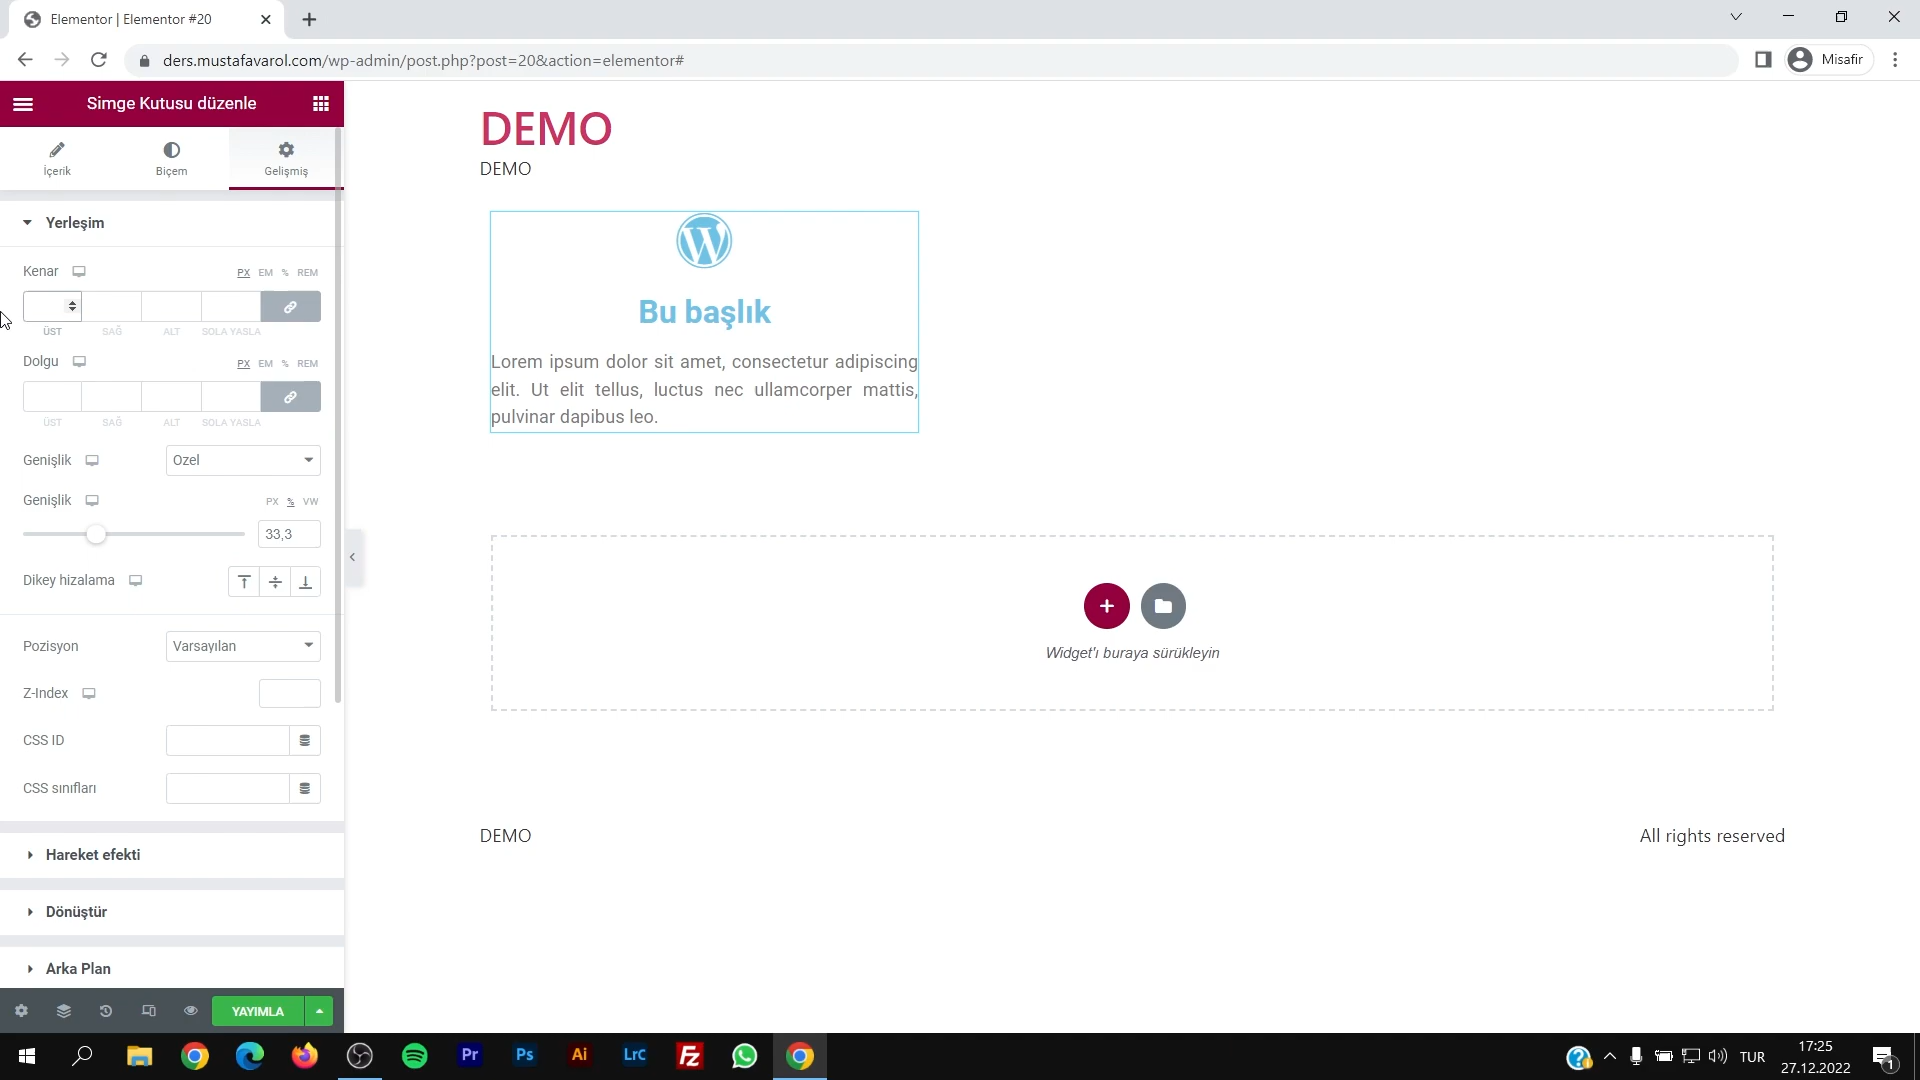 Elementor | Elementor #20
ders.mustafavarol.com/wp-admin/post.php?post=20&action=elementor#
Misafir
Simge Kutusu düzenle
İçerik
Biçem
Gelişmiş
Yerleşim
Kenar
PX EM % REM
ÜST SAĞ ALT SOLA YASLA
Dolgu
PX EM % REM
ÜST SAĞ ALT SOLA YASLA
Genişlik
Ozel
Genişlik
PX % VW
33,3
Dikey hizalama
Pozisyon
Varsayılan
Z-Index
CSS ID
CSS sınıfları
Hareket efekti
Dönüştür
Arka Plan
YAYIMLA
DEMO
DEMO
Bu başlık
Lorem ipsum dolor sit amet, consectetur adipiscing
elit. Ut elit tellus, luctus nec ullamcorper mattis,
pulvinar dapibus leo.
Widget'ı buraya sürükleyin
DEMO
All rights reserved
Pr
Ps
Ai
LrC
TUR
17:25
27.12.2022
1